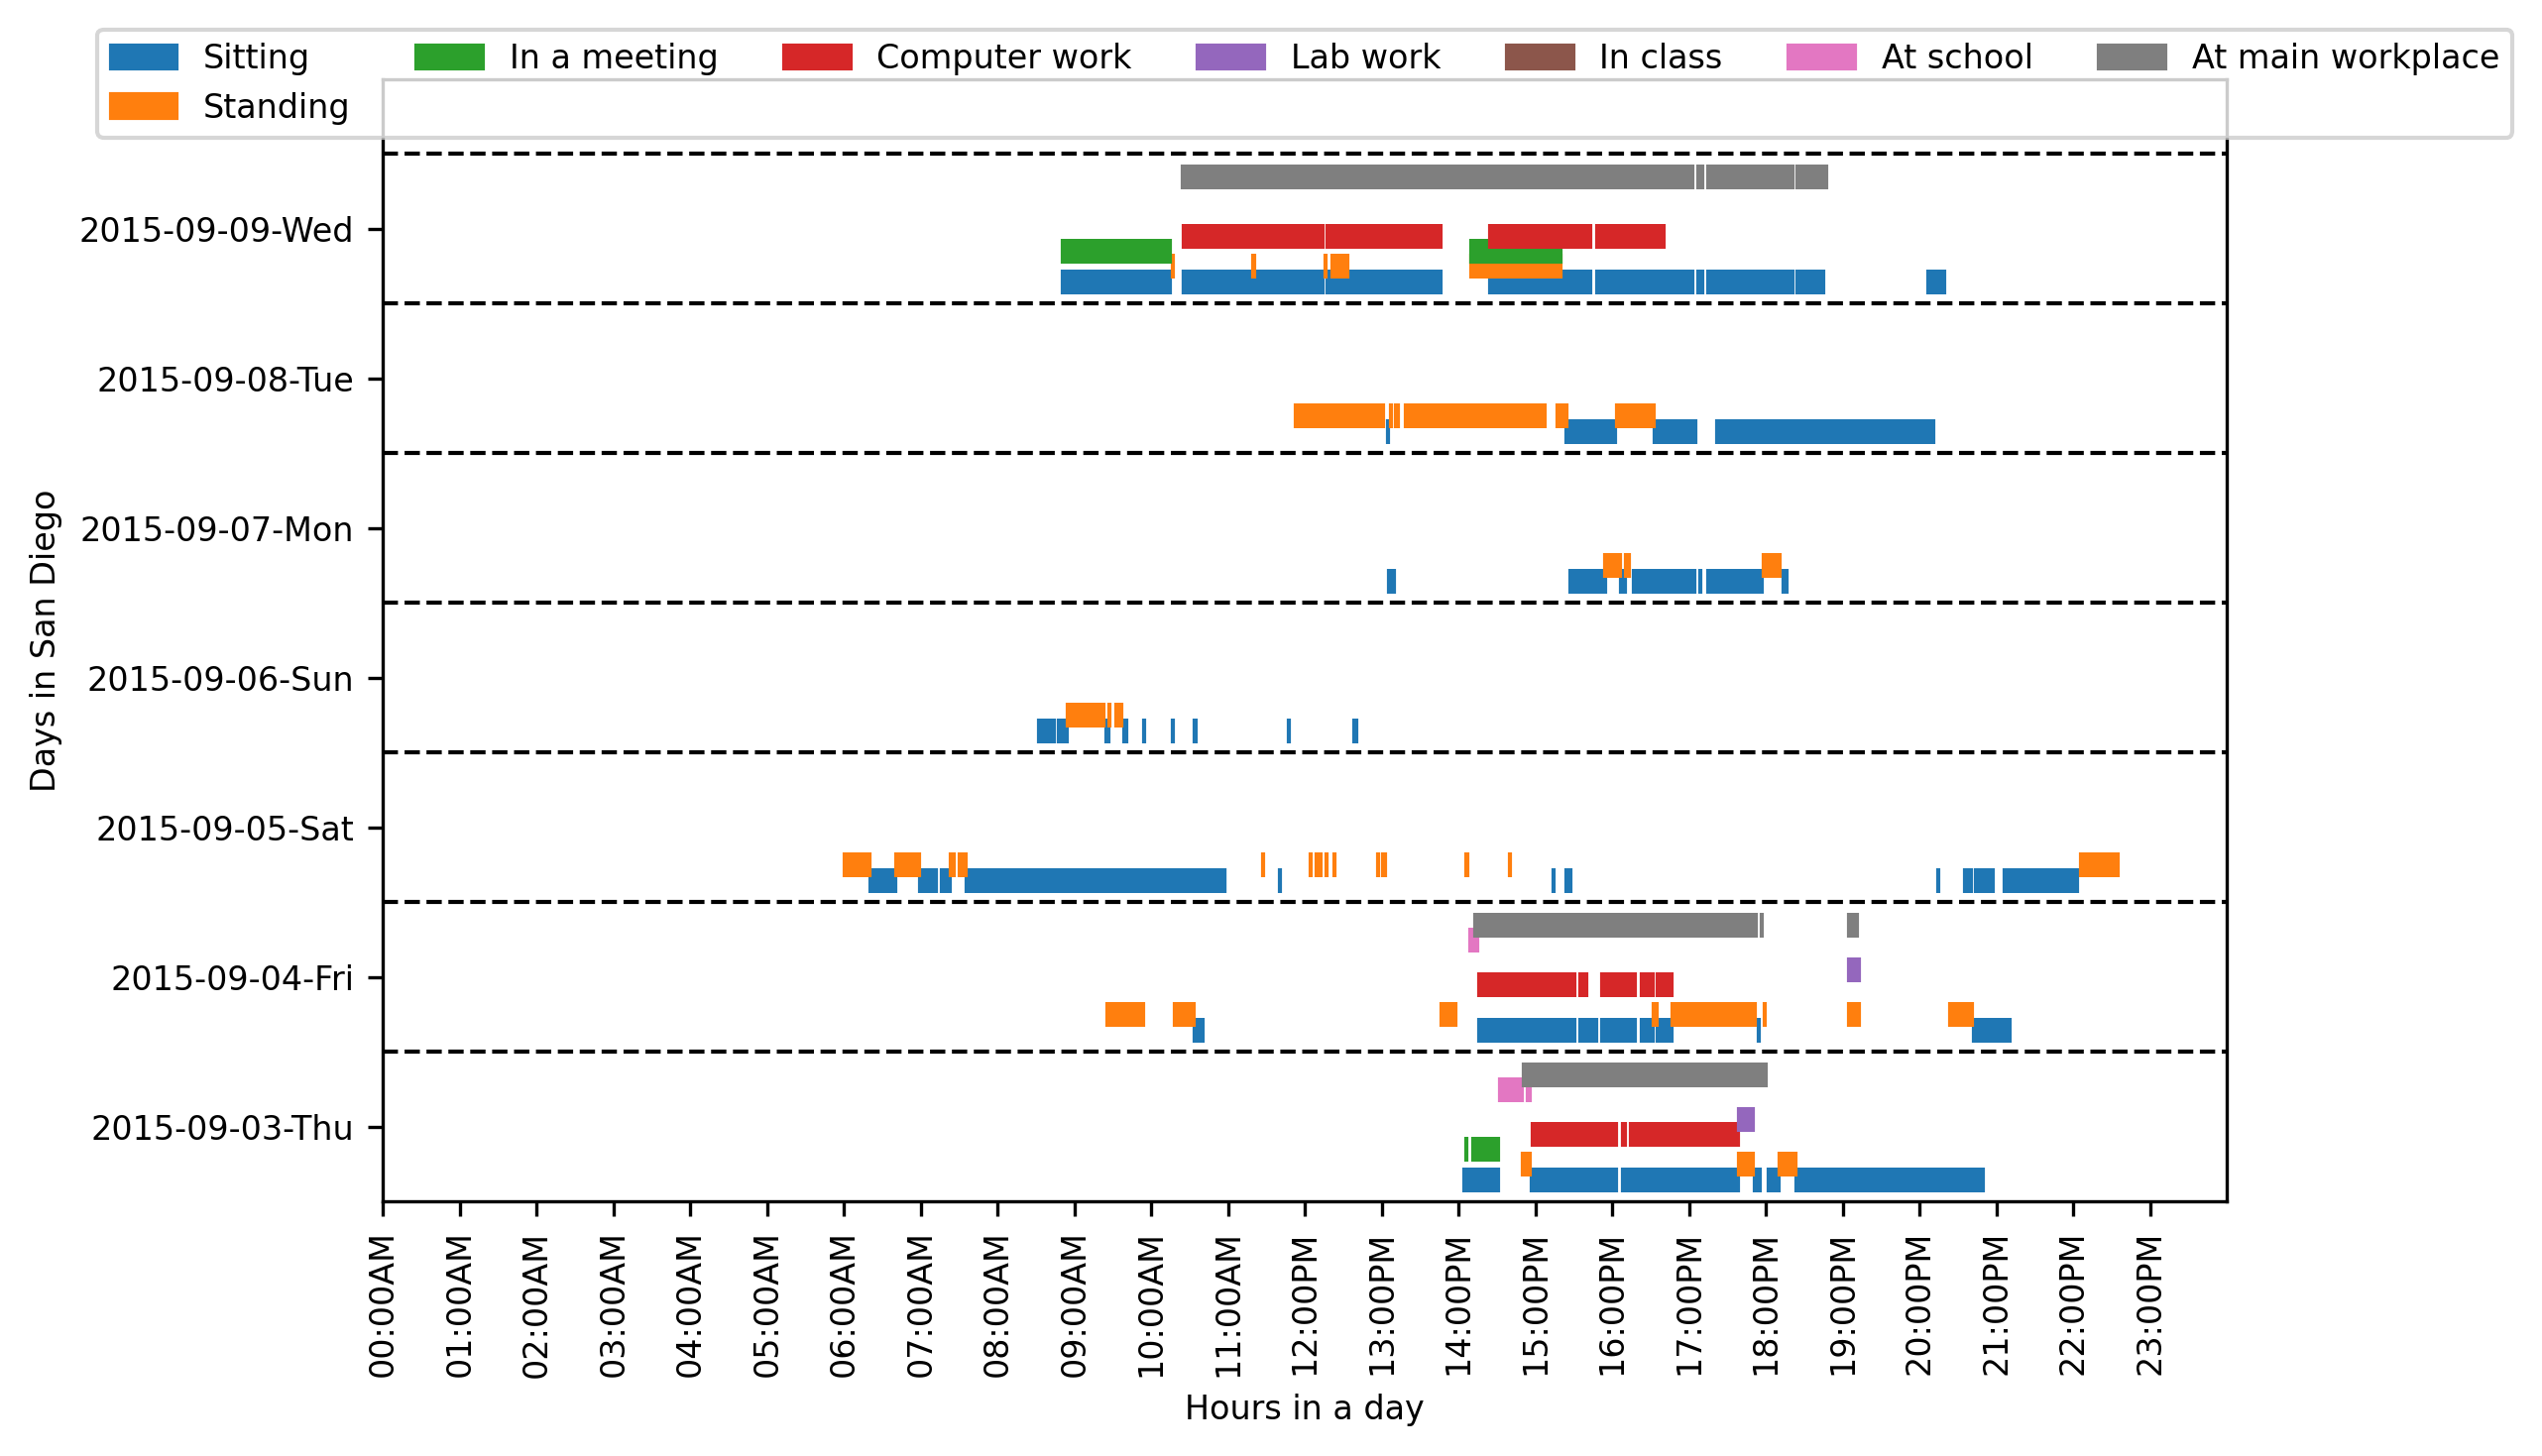 Sitting In a meeting Computer work Lab work In class At school At main workplace
Standing
2015-09-09-Wed
2015-09-08-Tue
2015-09-07-Mon
2015-09-06-Sun
2015-09-05-Sat
2015-09-04-Fri
2015-09-03-Thu
Days in San Diego
00:00AM 01:00AM 02:00AM 03:00AM 04:00AM 05:00AM 06:00AM 07:00AM 08:00AM 09:00AM 10:00AM 11:00AM 12:00PM 13:00PM 14:00PM 15:00PM 16:00PM 17:00PM 18:00PM 19:00PM 20:00PM 21:00PM 22:00PM 23:00PM
Hours in a day